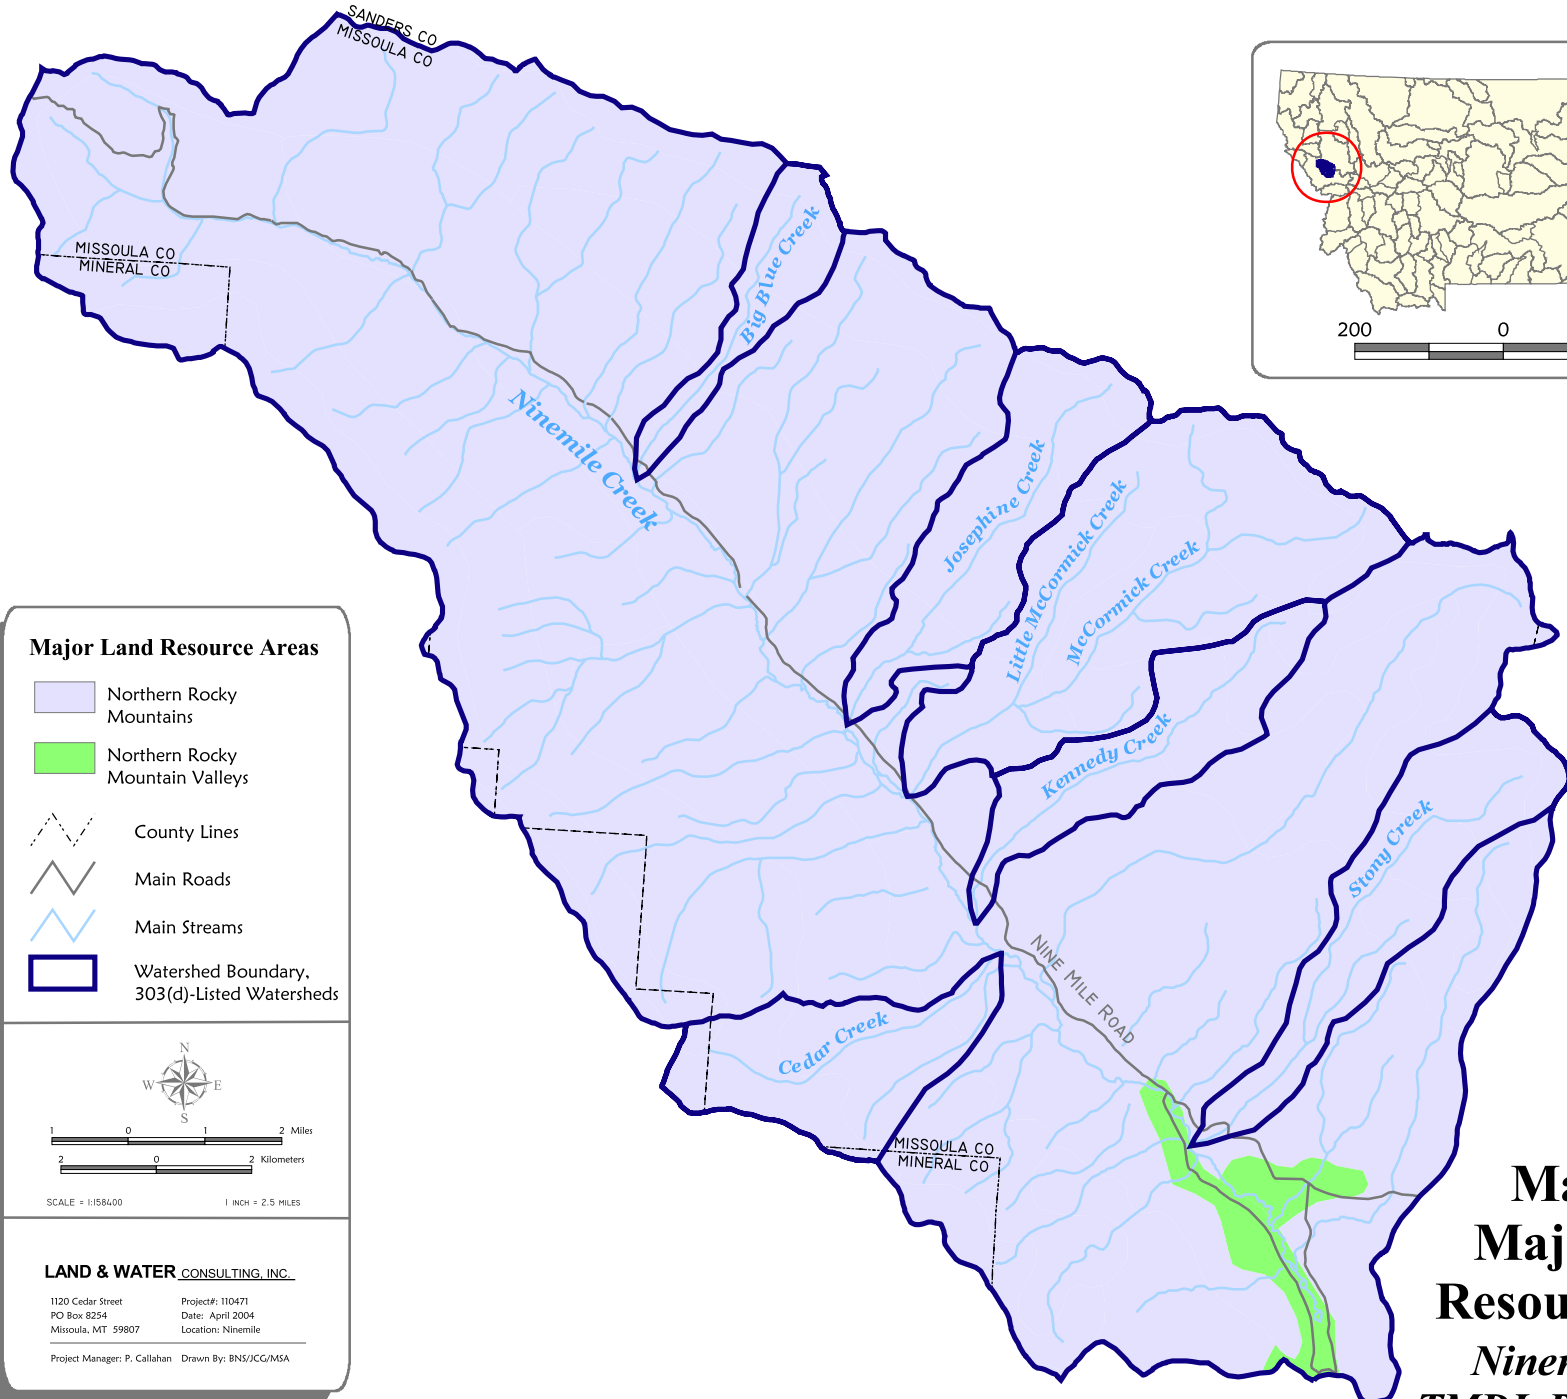 SANDERS CO
MISSOULA CO
MISSOULA CO
MINERAL CO
Big Blue Creek
Ninemile Creek
Josephine Creek
Little McCormick Creek
McCormick Creek
Kennedy Creek
Stony Creek
Cedar Creek
NINE MILE ROAD
MISSOULA CO
MINERAL CO
200 0
Major Land Resource Areas
Northern Rocky
Mountains
Northern Rocky
Mountain Valleys
County Lines
Main Roads
Main Streams
Watershed Boundary,
303(d)-Listed Watersheds
N
W E
S
1 0 1 2 Miles
2 0 2 Kilometers
SCALE = 1:158400 1 INCH = 2.5 MILES
LAND & WATER CONSULTING, INC.
1120 Cedar Street Project#: 110471
PO Box 8254 Date: April 2004
Missoula, MT 59807 Location: Ninemile
Project Manager: P. Callahan Drawn By: BNS/JCG/MSA
Ma
Maj
Resou